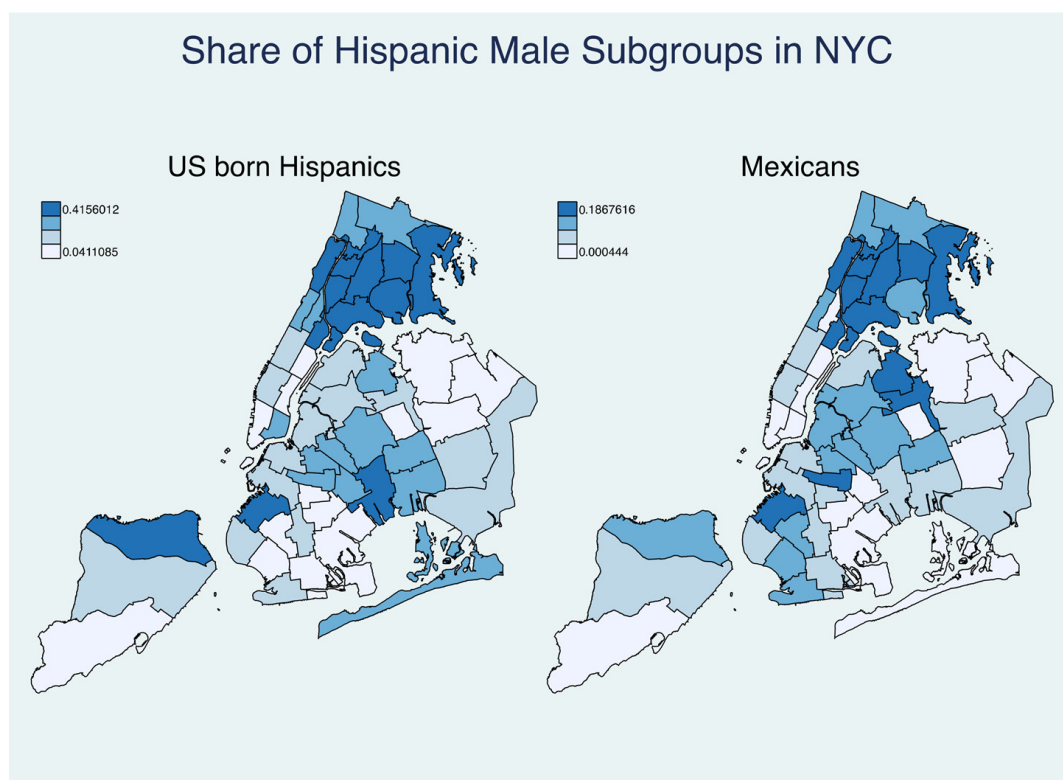 Share of Hispanic Male Subgroups in NYC
US born Hispanics
0.4156012
0.0411085
Mexicans
0.1867616
0.000444